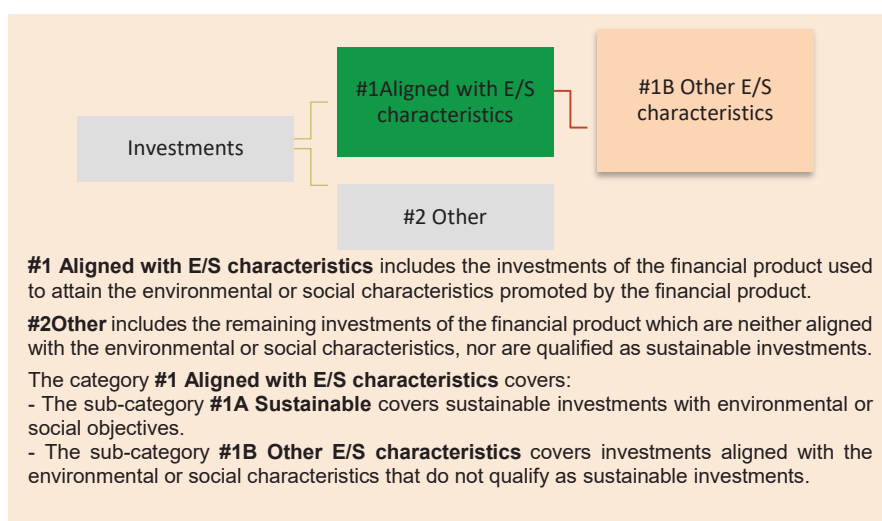 #1Aligned with E/S
characteristics
#1B Other E/S
characteristics
Investments
#2 Other
#1 Aligned with E/S characteristics includes the investments of the financial product used
to attain the environmental or social characteristics promoted by the financial product.
#2Other includes the remaining investments of the financial product which are neither aligned
with the environmental or social characteristics, nor are qualified as sustainable investments.
The category #1 Aligned with E/S characteristics covers:
- The sub-category #1A Sustainable covers sustainable investments with environmental or
social objectives.
- The sub-category #1B Other E/S characteristics covers investments aligned with the
environmental or social characteristics that do not qualify as sustainable investments.